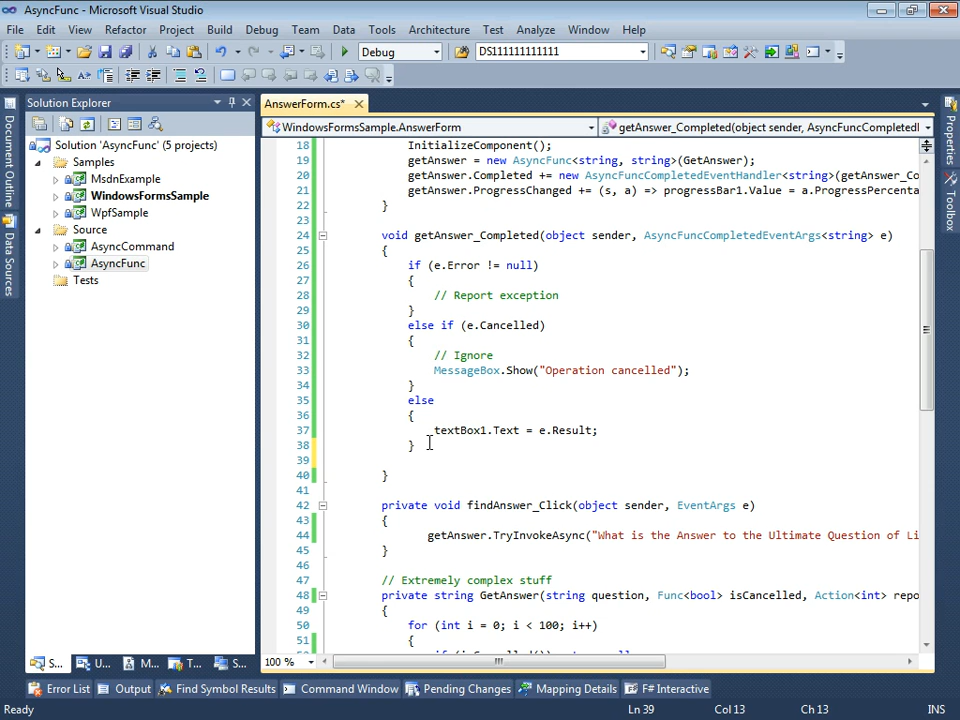 AsyncFunc - Microsoft Visual Studio
File Edit View Refactor Project Build Debug Team Data Tools Architecture Test Analyze Window Help
Debug DS111111111111
Solution Explorer
AnswerForm.cs*
WindowsFormsSample.AnswerForm getAnswer_Completed(object sender, AsyncFuncCompletedE
Document Outline
Data Sources
Solution 'AsyncFunc' (5 projects)
Samples
MsdnExample
WindowsFormsSample
WpfSample
Source
AsyncCommand
AsyncFunc
Tests
18 InitializeComponent();
19 getAnswer = new AsyncFunc<string, string>(GetAnswer);
20 getAnswer.Completed += new AsyncFuncCompletedEventHandler<string>(getAnswer_Co
21 getAnswer.ProgressChanged += (s, a) => progressBar1.Value = a.ProgressPercenta
22 }
23
24 void getAnswer_Completed(object sender, AsyncFuncCompletedEventArgs<string> e)
25 {
26 if (e.Error != null)
27 {
28 // Report exception
29 }
30 else if (e.Cancelled)
31 {
32 // Ignore
33 MessageBox.Show("Operation cancelled");
34 }
35 else
36 {
37 textBox1.Text = e.Result;
38 }
39
40 }
41
42 private void findAnswer_Click(object sender, EventArgs e)
43 {
44 getAnswer.TryInvokeAsync("What is the Answer to the Ultimate Question of Li
45 }
46
47 // Extremely complex stuff
48 private string GetAnswer(string question, Func<bool> isCancelled, Action<int> repo
49 {
50 for (int i = 0; i < 100; i++)
51 {
Properties
Toolbox
S... U... M... T... S...
100 %
Error List Output Find Symbol Results Command Window Pending Changes Mapping Details F# Interactive
Ready Ln 39 Col 13 Ch 13 INS